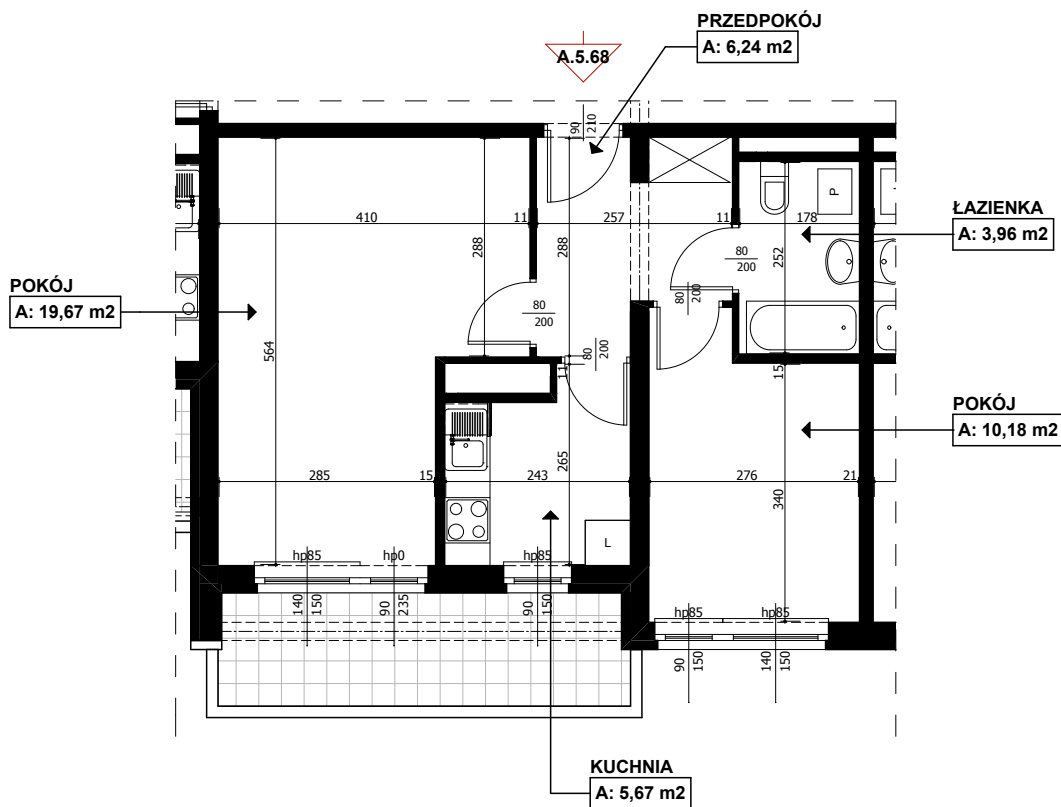 PRZEDPOKÓJ
A: 6,24 m2
A.5.68
90
210
410
11
257
11
178
ŁAZIENKA
A: 3,96 m2
P
288
288
252
80
200
POKÓJ
A: 19,67 m2
80
200
80
200
80
200
564
11
15
POKÓJ
A: 10,18 m2
285
15
243
265
276
21
340
L
hp85
hp0
hp85
140
150
90
235
90
150
hp85
hp85
90
150
140
150
KUCHNIA
A: 5,67 m2